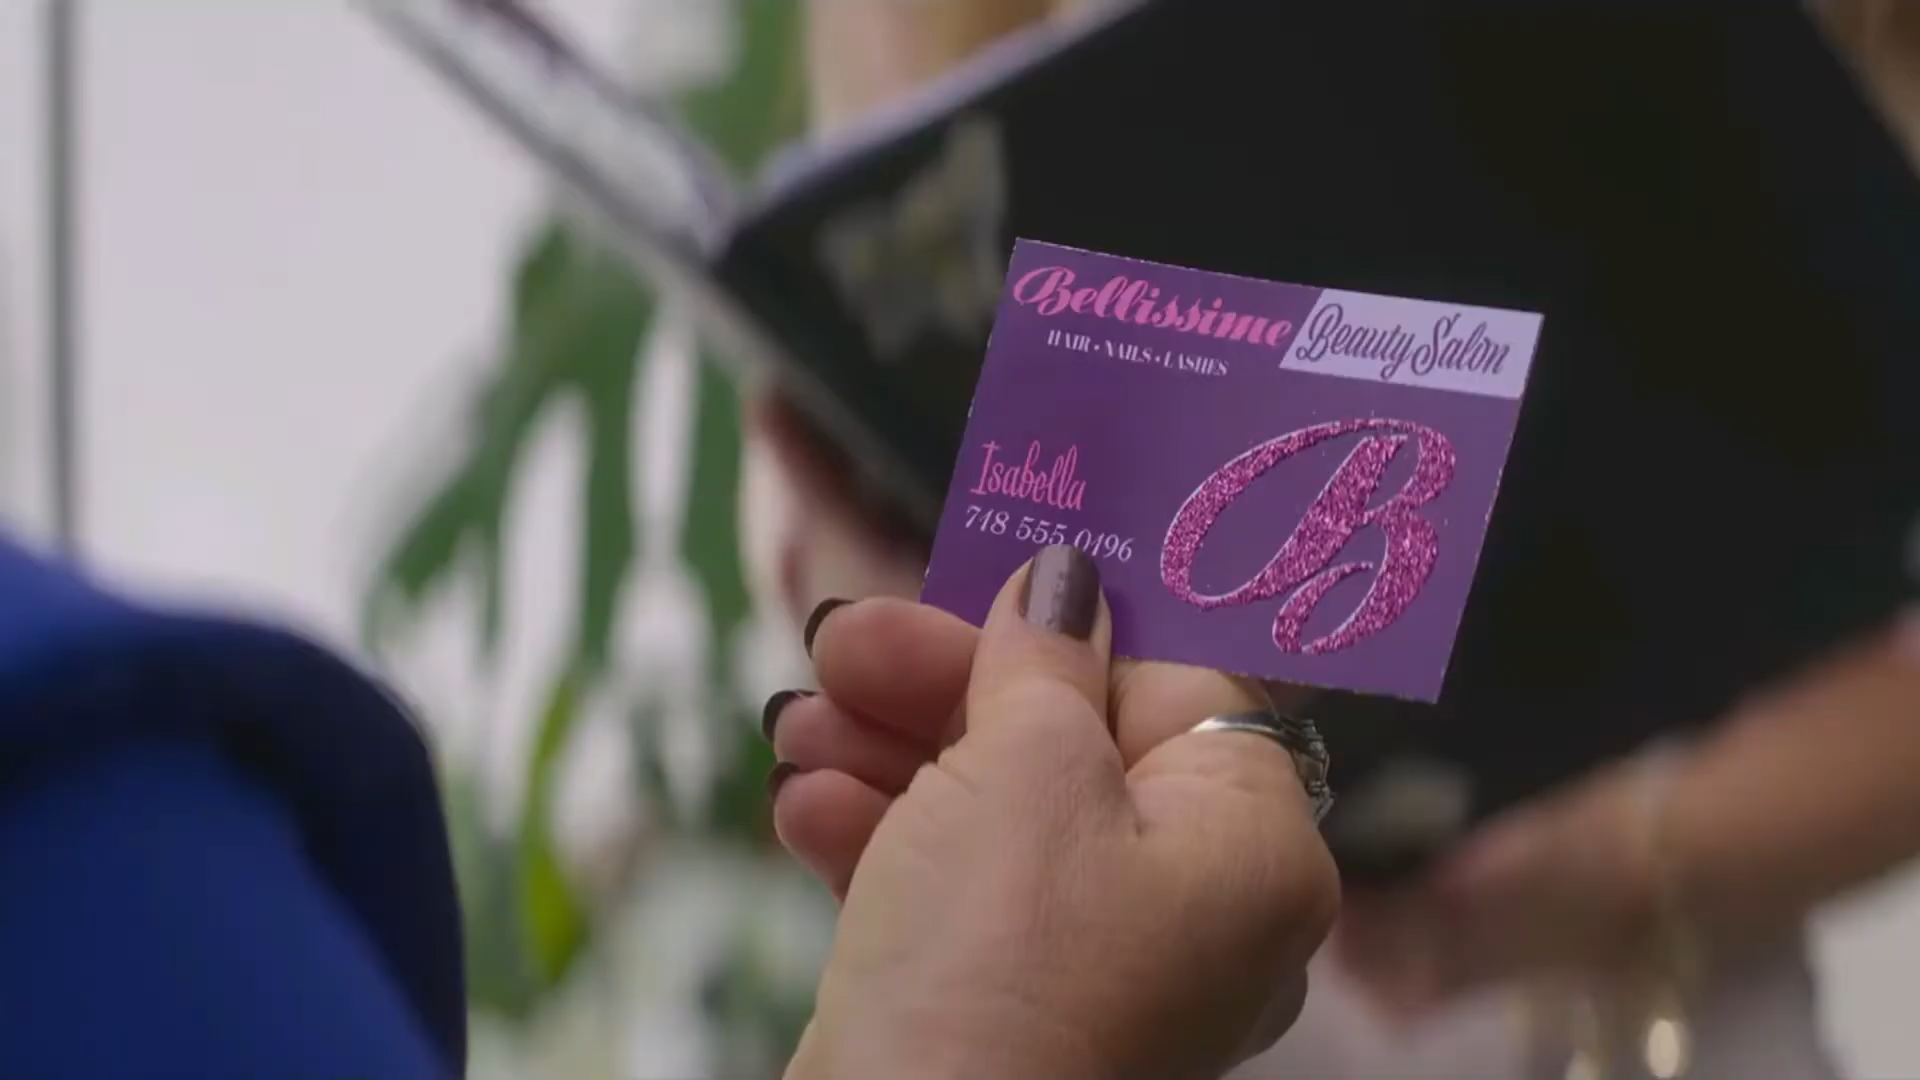 Bellissime Beauty Salon
HAIR • NAILS • LASHES
Isabella
718 555 0196
B